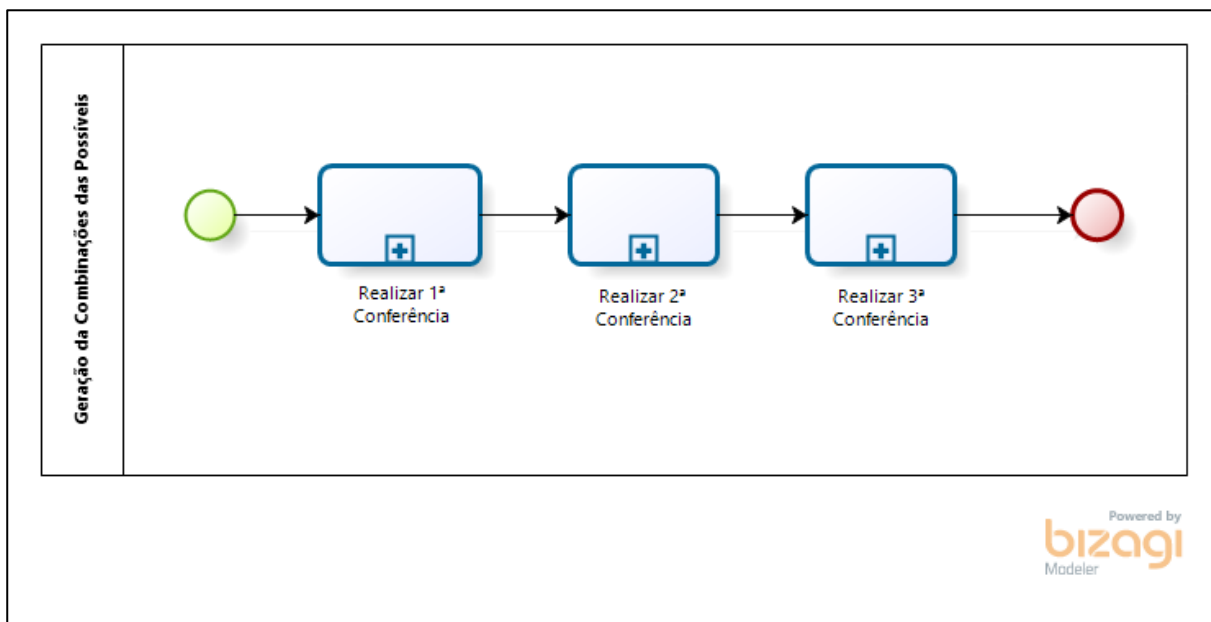 Geração da Combinações das Possíveis
Realizar 1ª
Conferência
Realizar 2ª
Conferência
Realizar 3ª
Conferência
Powered by
bizagi
Modeler